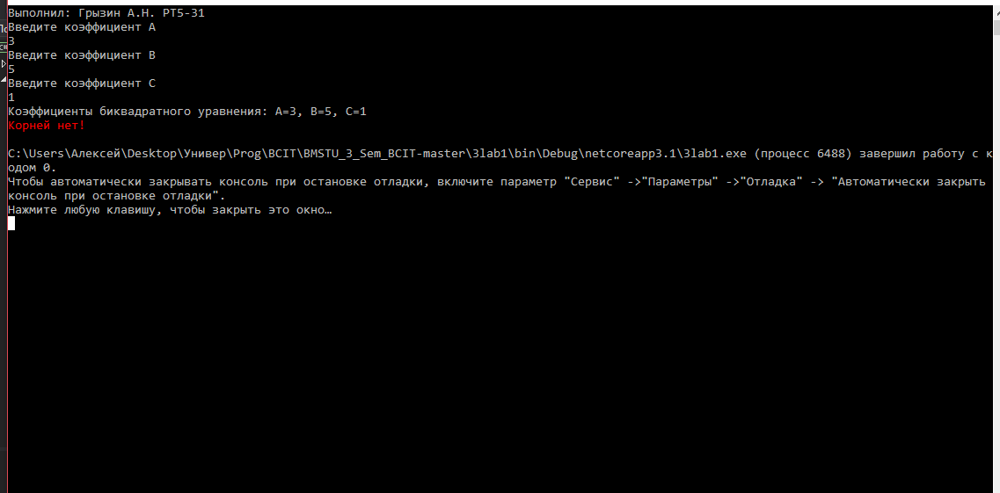 Выполнил: Грызин А.Н. РТ5-31
Введите коэффициент A
3
Введите коэффициент B
5
Введите коэффициент C
1
Коэффициенты биквадратного уравнения: A=3, B=5, C=1
Корней нет!
C:\Users\Алексей\Desktop\Универ\Prog\BCIT\BMSTU_3_Sem_BCIT-master\3lab1\bin\Debug\netcoreapp3.1\3lab1.exe (процесс 6488) завершил работу с к
одом 0.
Чтобы автоматически закрывать консоль при остановке отладки, включите параметр "Сервис" ->"Параметры" ->"Отладка" -> "Автоматически закрыть
консоль при остановке отладки".
Нажмите любую клавишу, чтобы закрыть это окно…